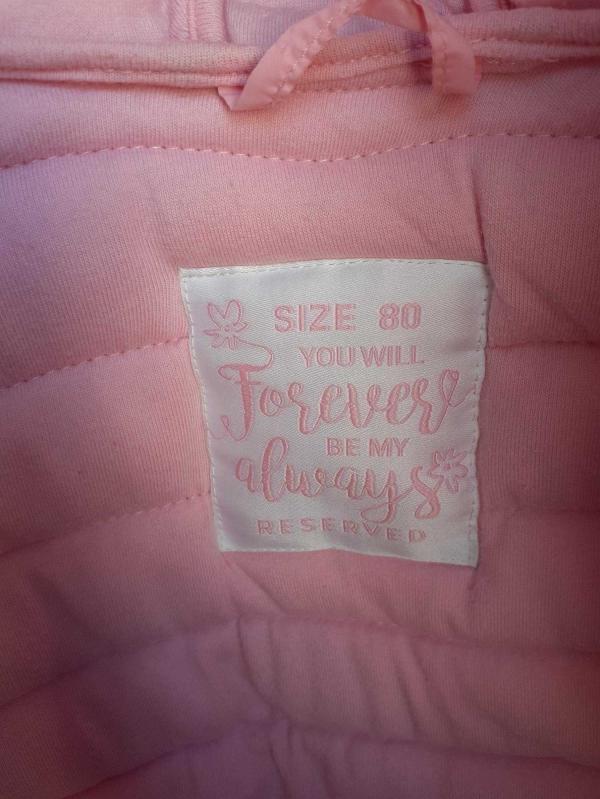 SIZE 80
YOU WILL
Forever
BE MY
always
RESERVED